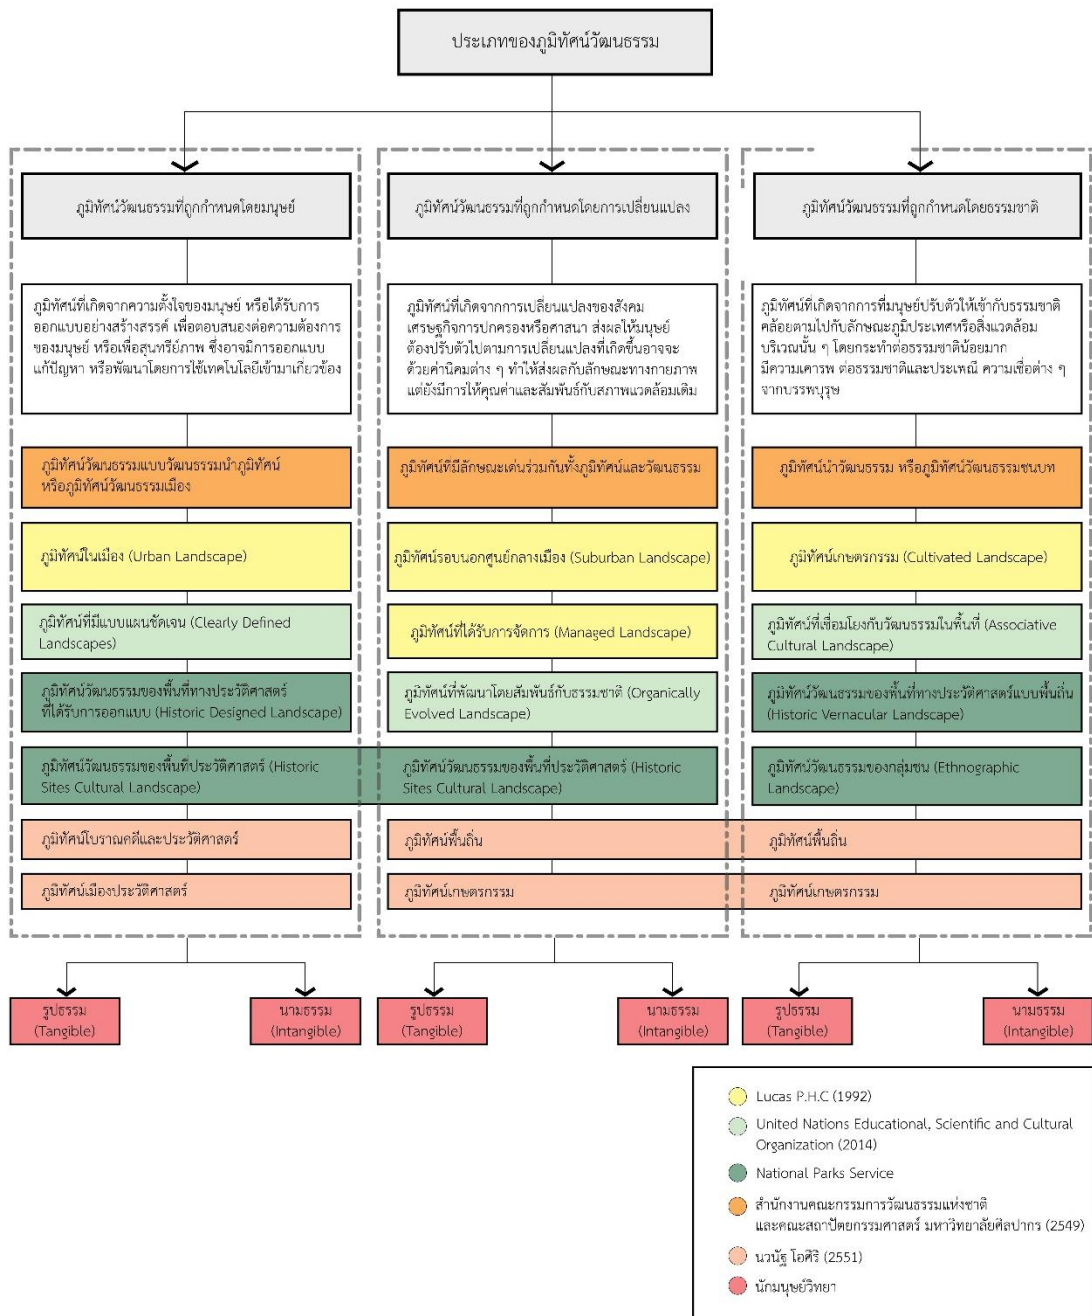 ประเภทของภูมิทัศน์วัฒนธรรม
ภูมิทัศน์วัฒนธรรมที่ถูกกำหนดโดยมนุษย์
ภูมิทัศน์ที่เกิดจากความตั้งใจของมนุษย์ หรือได้รับการ
ออกแบบอย่างสร้างสรรค์ เพื่อตอบสนองต่อความต้องการ
ของมนุษย์ หรือเพื่อสุนทรีย์ภาพ ซึ่งอาจมีการออกแบบ
แก้ปัญหา หรือพัฒนาโดยการใช้เทคโนโลยีเข้ามาเกี่ยวข้อง
ภูมิทัศน์วัฒนธรรมแบบวัฒนธรรมนำภูมิทัศน์
หรือภูมิทัศน์วัฒนธรรมเมือง
ภูมิทัศน์ในเมือง (Urban Landscape)
ภูมิทัศน์ที่มีแบบแผนชัดเจน (Clearly Defined
Landscapes)
ภูมิทัศน์วัฒนธรรมของพื้นที่ทางประวัติศาสตร์
ที่ได้รับการออกแบบ (Historic Designed Landscape)
ภูมิทัศน์วัฒนธรรมของพื้นที่ประวัติศาสตร์ (Historic
Sites Cultural Landscape)
ภูมิทัศน์โบราณคดีและประวัติศาสตร์
ภูมิทัศน์เมืองประวัติศาสตร์
รูปธรรม
(Tangible)
นามธรรม
(Intangible)
ภูมิทัศน์วัฒนธรรมที่ถูกกำหนดโดยการเปลี่ยนแปลง
ภูมิทัศน์ที่เกิดจากการเปลี่ยนแปลงของสังคม
เศรษฐกิจการปกครองหรือศาสนา ส่งผลให้มนุษย์
ต้องปรับตัวไปตามการเปลี่ยนแปลงที่เกิดขึ้นอาจจะ
ด้วยค่านิคมต่าง ๆ ทำให้ส่งผลกับลักษณะทางกายภาพ
แต่ยังมีการให้คุณค่าและสัมพันธ์กับสภาพแวดล้อมเดิม
ภูมิทัศน์ที่มีลักษณะเด่นร่วมกันทั้งภูมิทัศน์และวัฒนธรรม
ภูมิทัศน์รอบนอกศูนย์กลางเมือง (Suburban Landscape)
ภูมิทัศน์ที่ได้รับการจัดการ (Managed Landscape)
ภูมิทัศน์ที่พัฒนาโดยสัมพันธ์กับธรรมชาติ (Organically
Evolved Landscape)
ภูมิทัศน์วัฒนธรรมของพื้นที่ประวัติศาสตร์ (Historic
Sites Cultural Landscape)
ภูมิทัศน์พื้นถิ่น
ภูมิทัศน์เกษตรกรรม
รูปธรรม
(Tangible)
นามธรรม
(Intangible)
ภูมิทัศน์วัฒนธรรมที่ถูกกำหนดโดยธรรมชาติ
ภูมิทัศน์ที่เกิดจากการที่มนุษย์ปรับตัวให้เข้ากับธรรมชาติ
คล้อยตามไปกับลักษณะภูมิประเทศหรือสิ่งแวดล้อม
บริเวณนั้น ๆ โดยกระทำต่อธรรมชาติน้อยมาก
มีความเคารพ ต่อธรรมชาติและประเพณี ความเชื่อต่าง ๆ
จากบรรพบุรุษ
ภูมิทัศน์นำวัฒนธรรม หรือภูมิทัศน์วัฒนธรรมชนบท
ภูมิทัศน์เกษตรกรรม (Cultivated Landscape)
ภูมิทัศน์ที่เชื่อมโยงกับวัฒนธรรมในพื้นที่ (Associative
Cultural Landscape)
ภูมิทัศน์วัฒนธรรมของพื้นที่ทางประวัติศาสตร์แบบพื้นถิ่น
(Historic Vernacular Landscape)
ภูมิทัศน์วัฒนธรรมของกลุ่มชน (Ethnographic
Landscape)
ภูมิทัศน์พื้นถิ่น
ภูมิทัศน์เกษตรกรรม
รูปธรรม
(Tangible)
นามธรรม
(Intangible)
Lucas P.H.C (1992)
United Nations Educational, Scientific and Cultural
Organization (2014)
National Parks Service
สำนักงานคณะกรรมการวัฒนธรรมแห่งชาติ
และคณะสถาปัตยกรรมศาสตร์ มหาวิทยาลัยศิลปากร (2549)
นวนัฐ โอศิริ (2551)
นักมนุษย์วิทยา